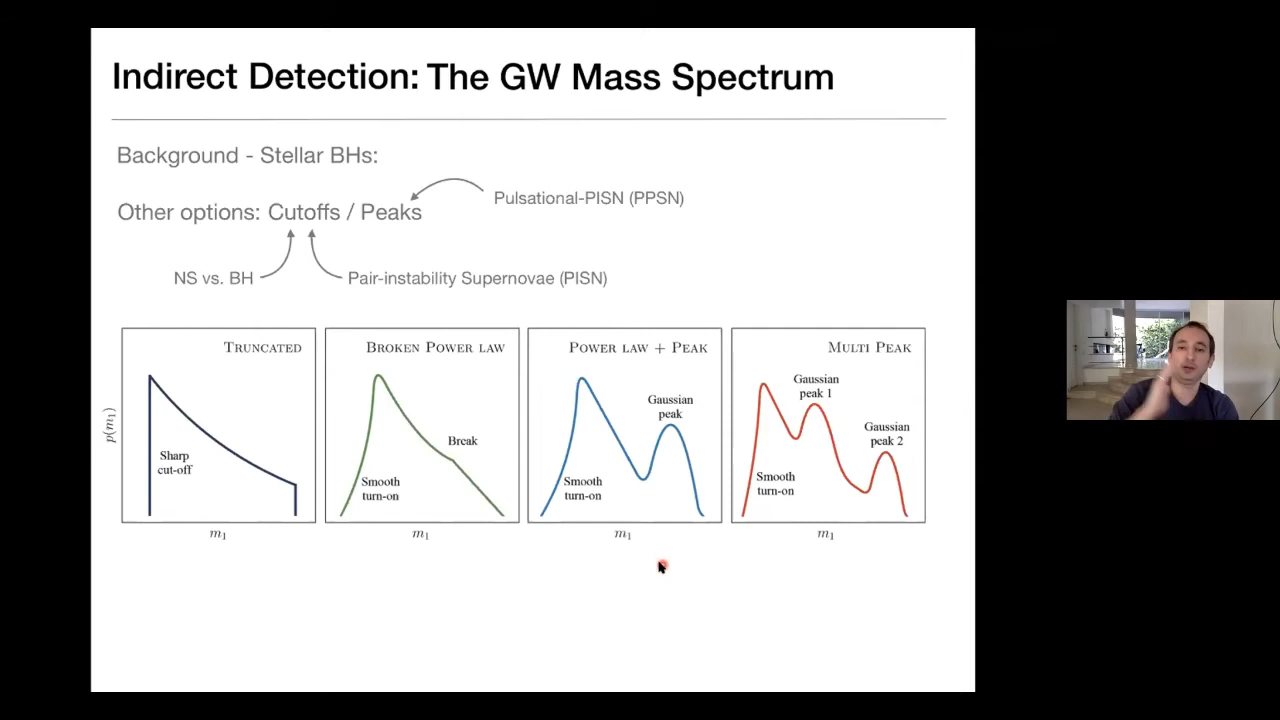 Indirect Detection: The GW Mass Spectrum
Background - Stellar BHs:
Pulsational-PISN (PPSN)
Other options: Cutoffs / Peaks
NS vs. BH
Pair-instability Supernovae (PISN)
TRUNCATED
Sharp
cut-off
p(m₁)
m₁
BROKEN POWER LAW
Break
Smooth
turn-on
m₁
POWER LAW + PEAK
Gaussian
peak
Smooth
turn-on
m₁
MULTI PEAK
Gaussian
peak 1
Gaussian
peak 2
Smooth
turn-on
m₁